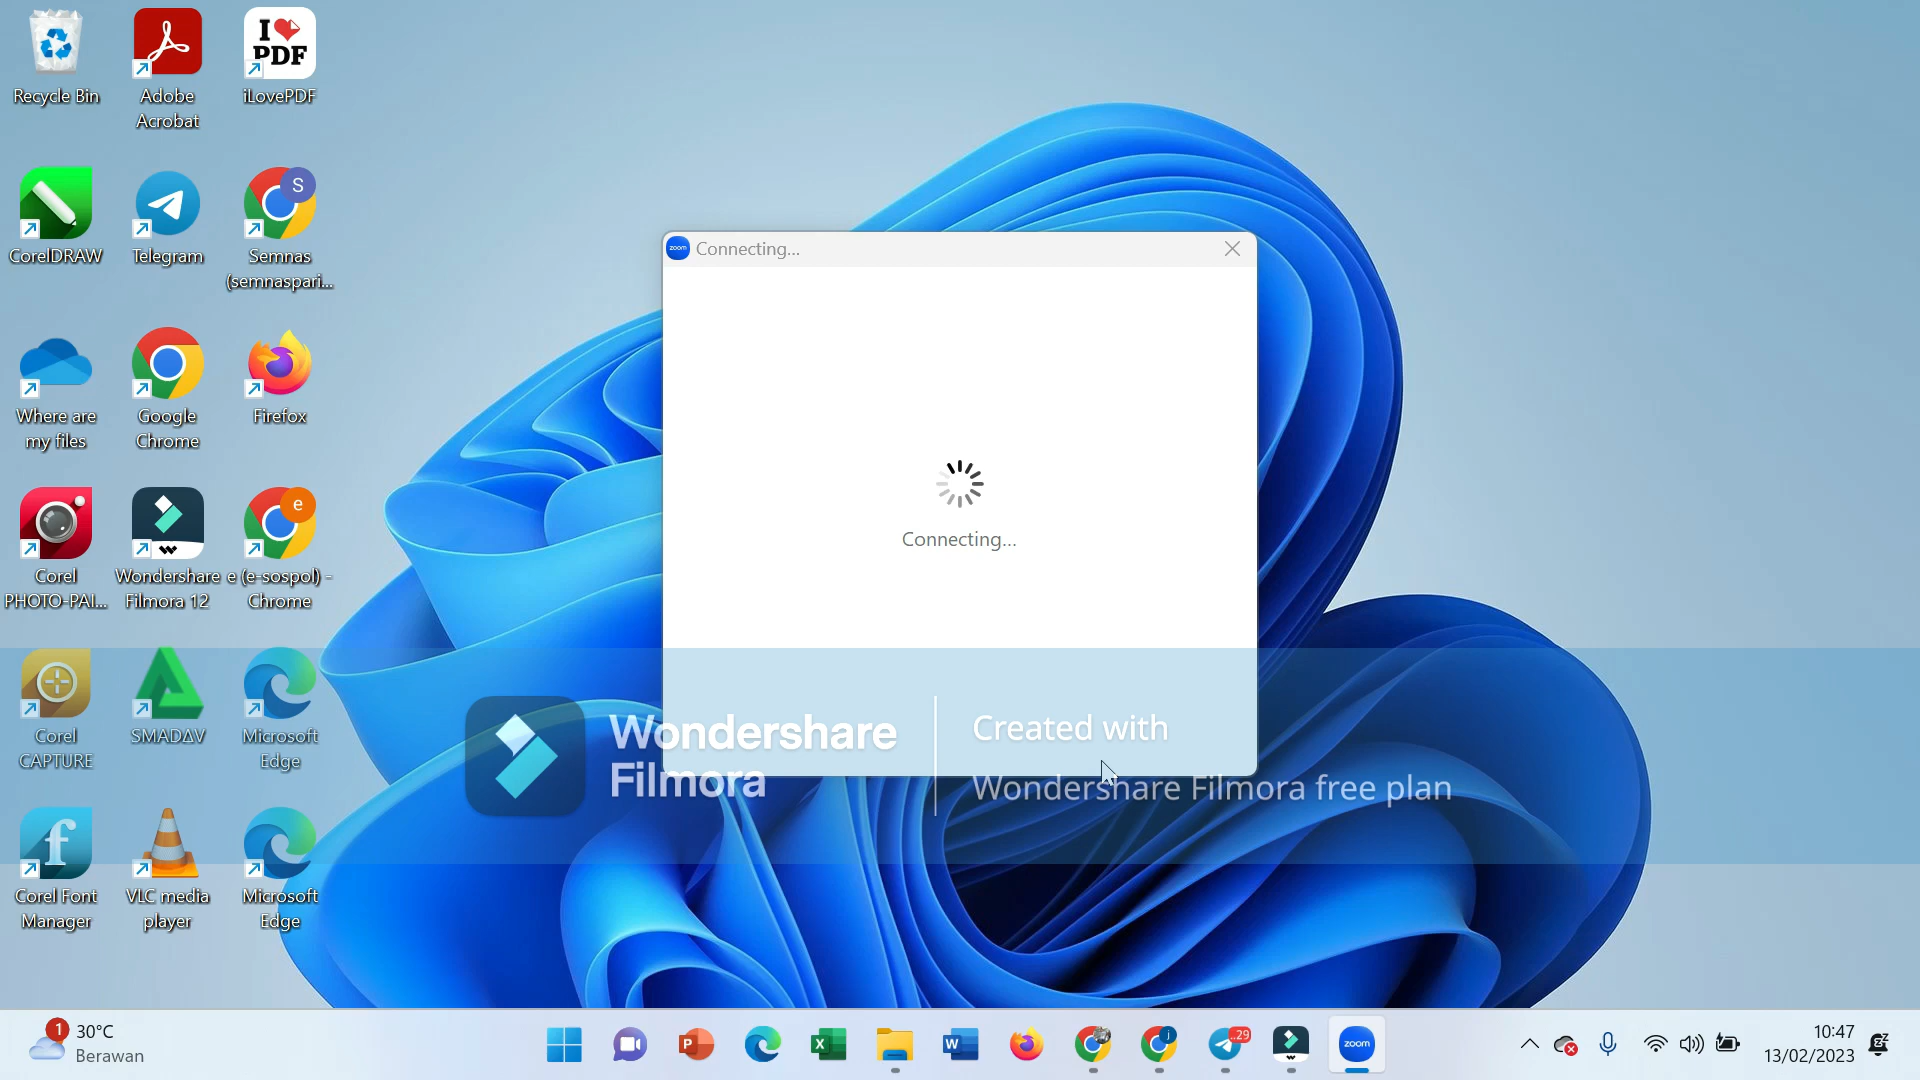 Recycle Bin
Adobe
Acrobat
I PDF
iLovePDF
CorelDRAW
Telegram
S
Semnas
(semnaspari...
Where are
my files
Google
Chrome
Firefox
Corel
PHOTO-PAI...
Wondershare
Filmora 12
e
e (e-sospol) -
Chrome
Corel
CAPTURE
SMADΔV
Microsoft
Edge
f
Corel Font
Manager
VLC media
player
Microsoft
Edge
zoom
Connecting...
Connecting...
Wondershare
Filmora
Created with
Wondershare Filmora free plan
1
30°C
Berawan
P
X
W
j
..29
zoom
10:47
13/02/2023